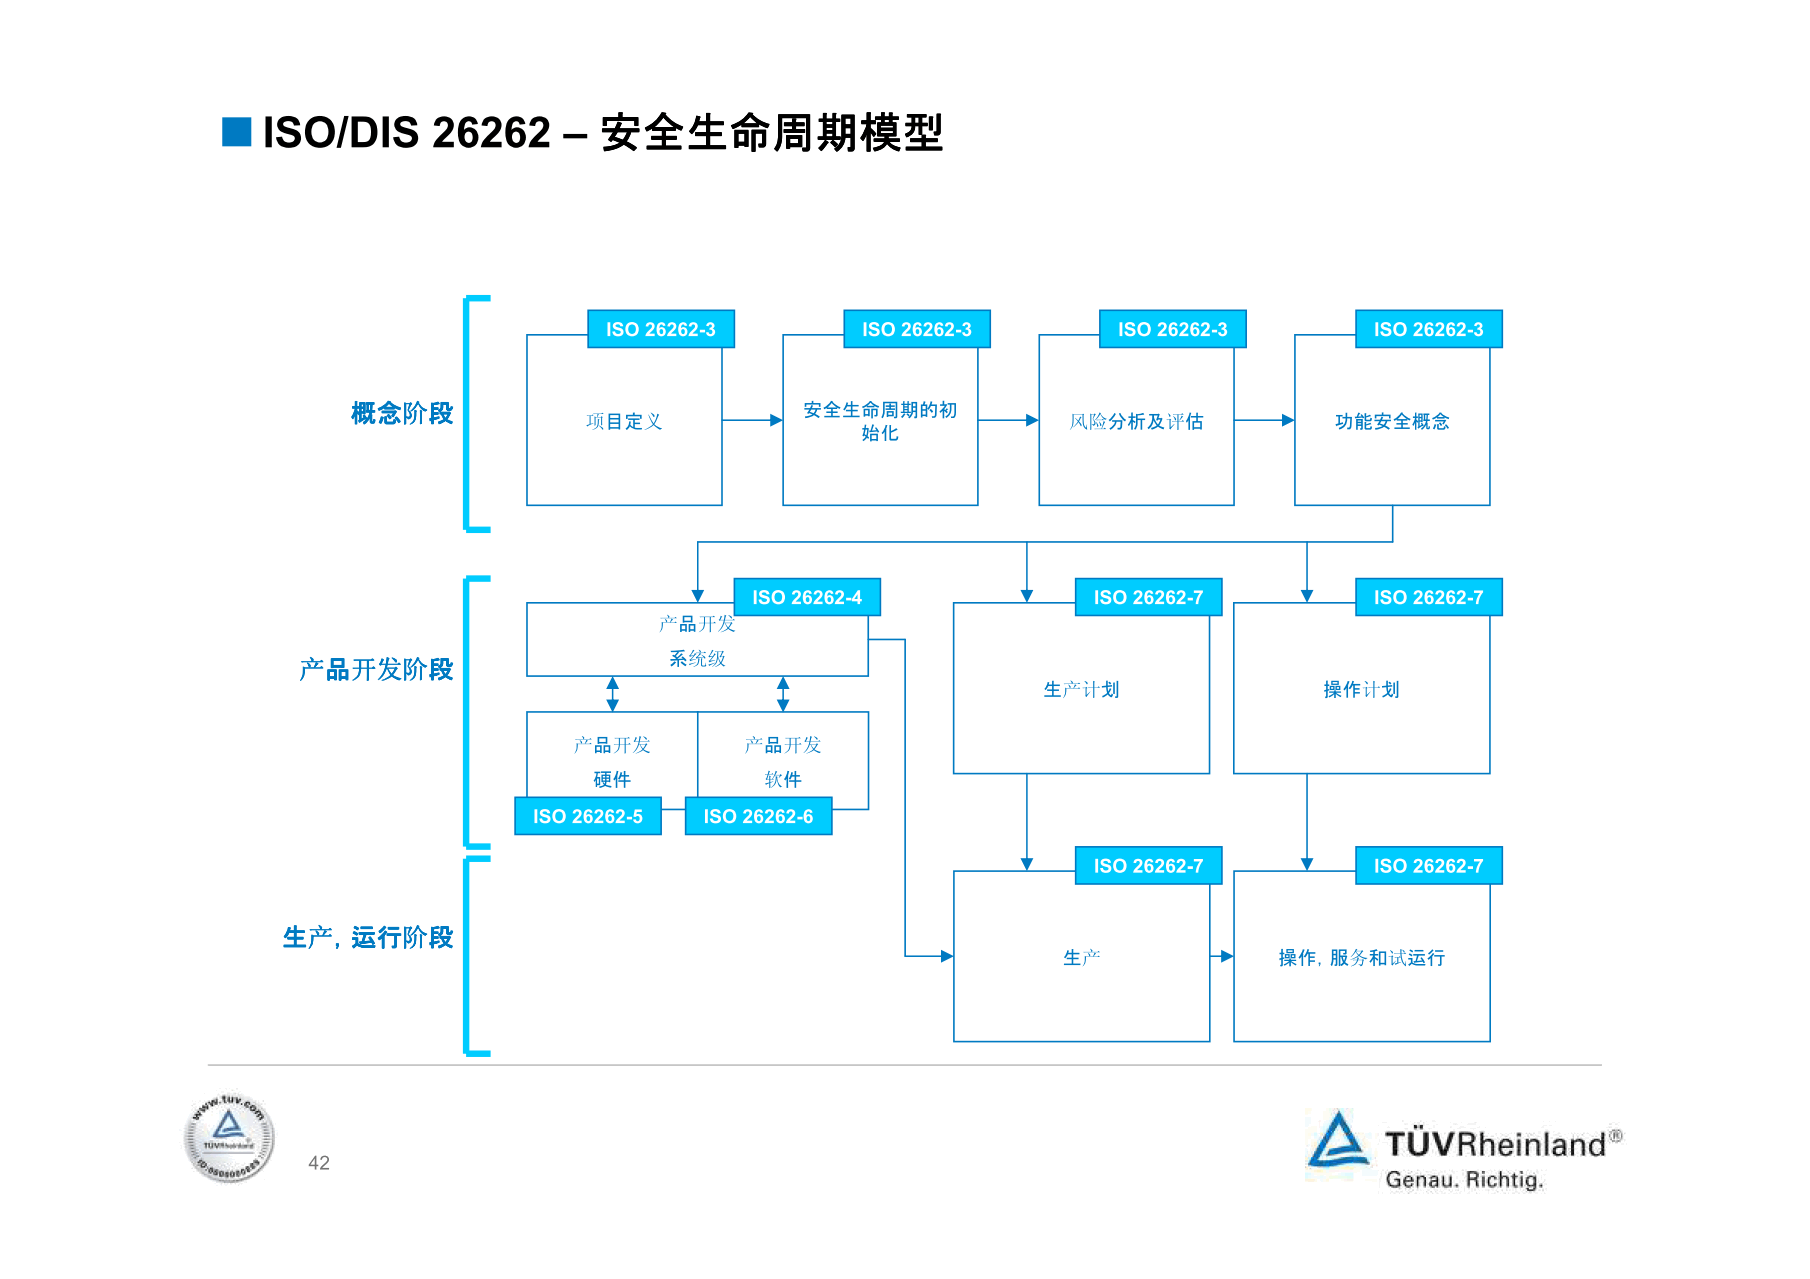 ISO/DIS 26262 – 安全生命周期模型
ISO 26262-3
ISO 26262-3
ISO 26262-3
ISO 26262-3
概念阶段
项目定义
安全生命周期的初
始化
风险分析及评估
功能安全概念
ISO 26262-4
ISO 26262-7
ISO 26262-7
产品开发阶段
产品开发
系统级
生产计划
操作计划
产品开发
硬件
产品开发
软件
ISO 26262-5
ISO 26262-6
ISO 26262-7
ISO 26262-7
生产, 运行阶段
生产
操作, 服务和试运行
www.tuv.com
TÜVRheinland
42
TÜVRheinland®
Genau. Richtig.